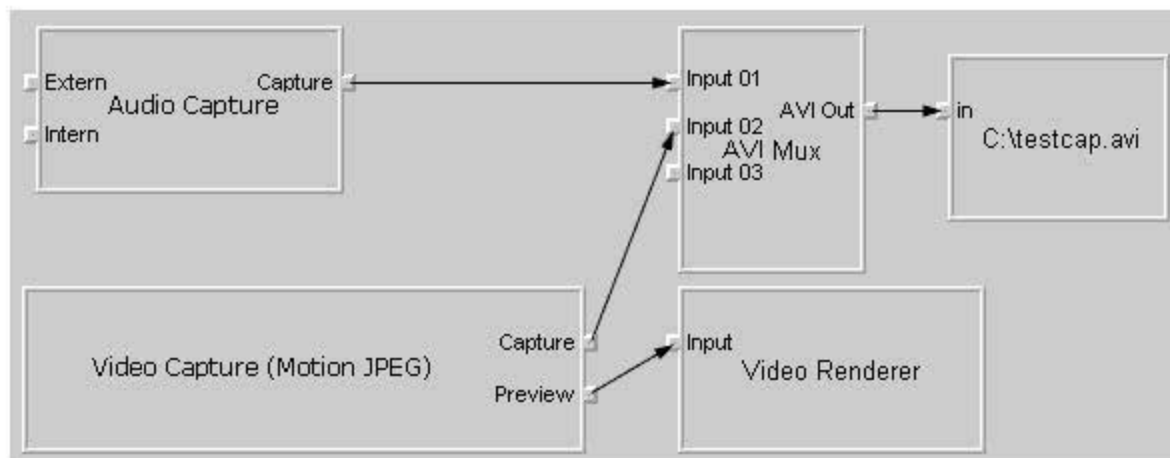 Extern
Capture
Audio Capture
Intern
Input 01
AVI Out
Input 02
AVI Mux
Input 03
in
C:\testcap.avi
Capture
Video Capture (Motion JPEG)
Preview
Input
Video Renderer